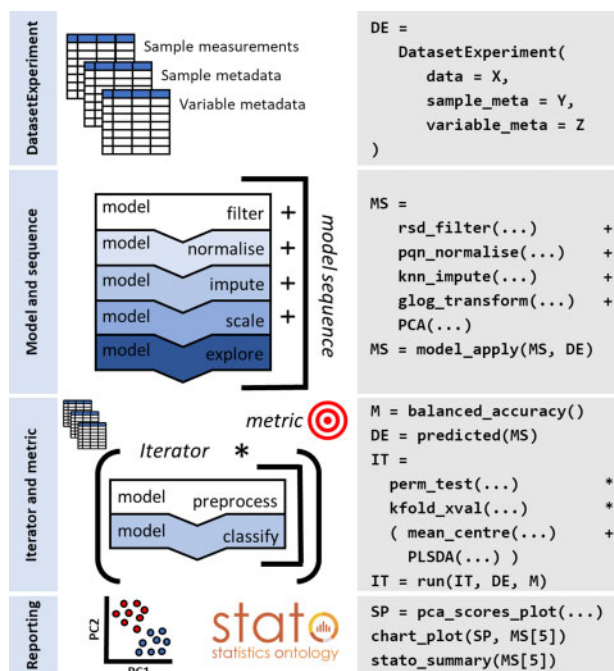 DatasetExperiment
Sample measurements
Sample metadata
Variable metadata
DE =
DatasetExperiment(
data = X,
sample_meta = Y,
variable_meta = Z
)
Model and sequence
model filter +
model normalise +
model impute +
model scale +
model explore
model sequence
MS =
rsd_filter(...) +
pqn_normalise(...) +
knn_impute(...) +
glog_transform(...) +
PCA(...)
MS = model_apply(MS, DE)
Iterator and metric
metric
Iterator *
model preprocess
model classify
M = balanced_accuracy()
DE = predicted(MS)
IT =
perm_test(...) *
kfold_xval(...) *
( mean_centre(...) +
PLSDA(...) )
IT = run(IT, DE, M)
Reporting
PC2
PC1
stato
statistics ontology
SP = pca_scores_plot(...)
chart_plot(SP, MS[5])
stato_summary(MS[5])